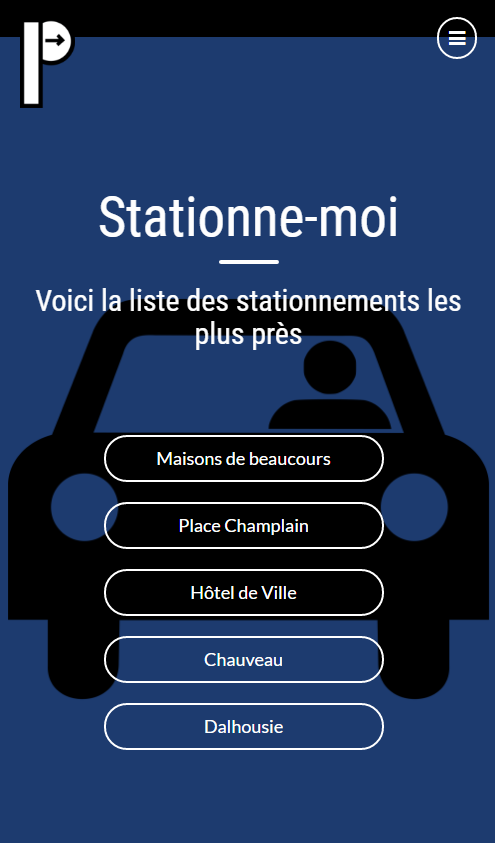 Stationne-moi
Voici la liste des stationnements les
plus près
Maisons de beaucours
Place Champlain
Hôtel de Ville
Chauveau
Dalhousie